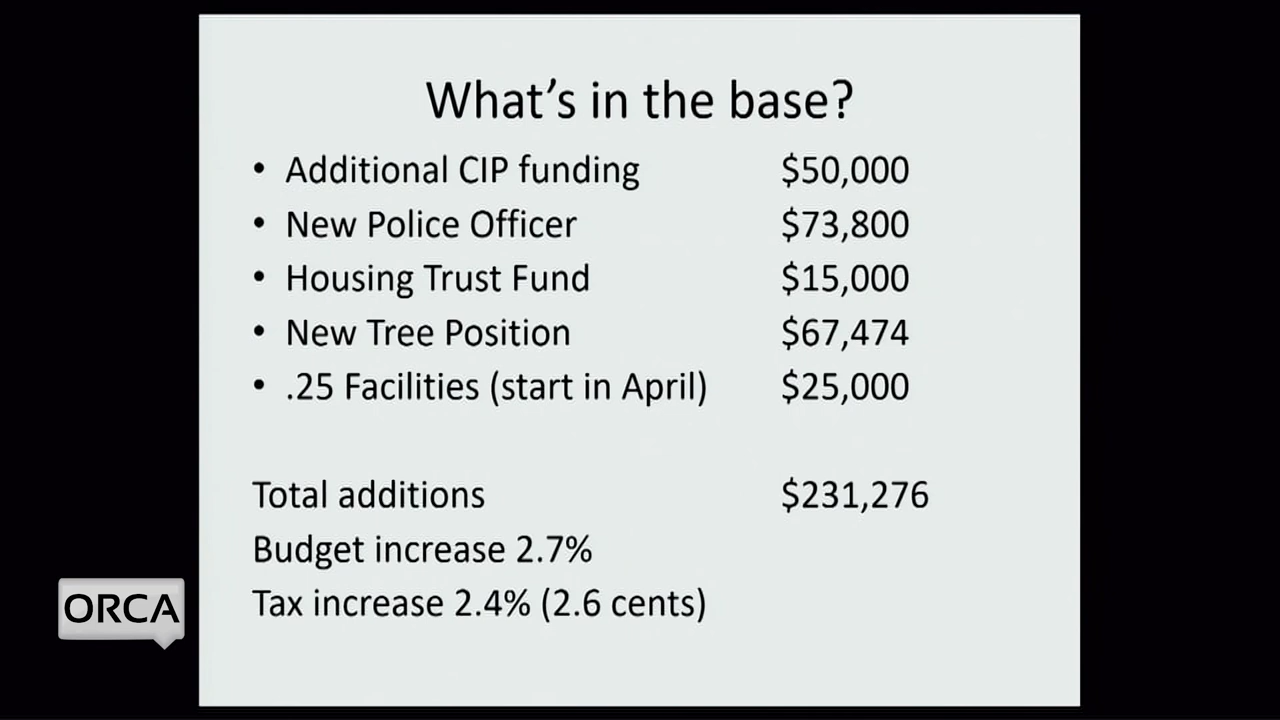 What's in the base?
• Additional CIP funding $50,000
• New Police Officer $73,800
• Housing Trust Fund $15,000
• New Tree Position $67,474
• .25 Facilities (start in April) $25,000
Total additions $231,276
Budget increase 2.7%
Tax increase 2.4% (2.6 cents)
ORCA